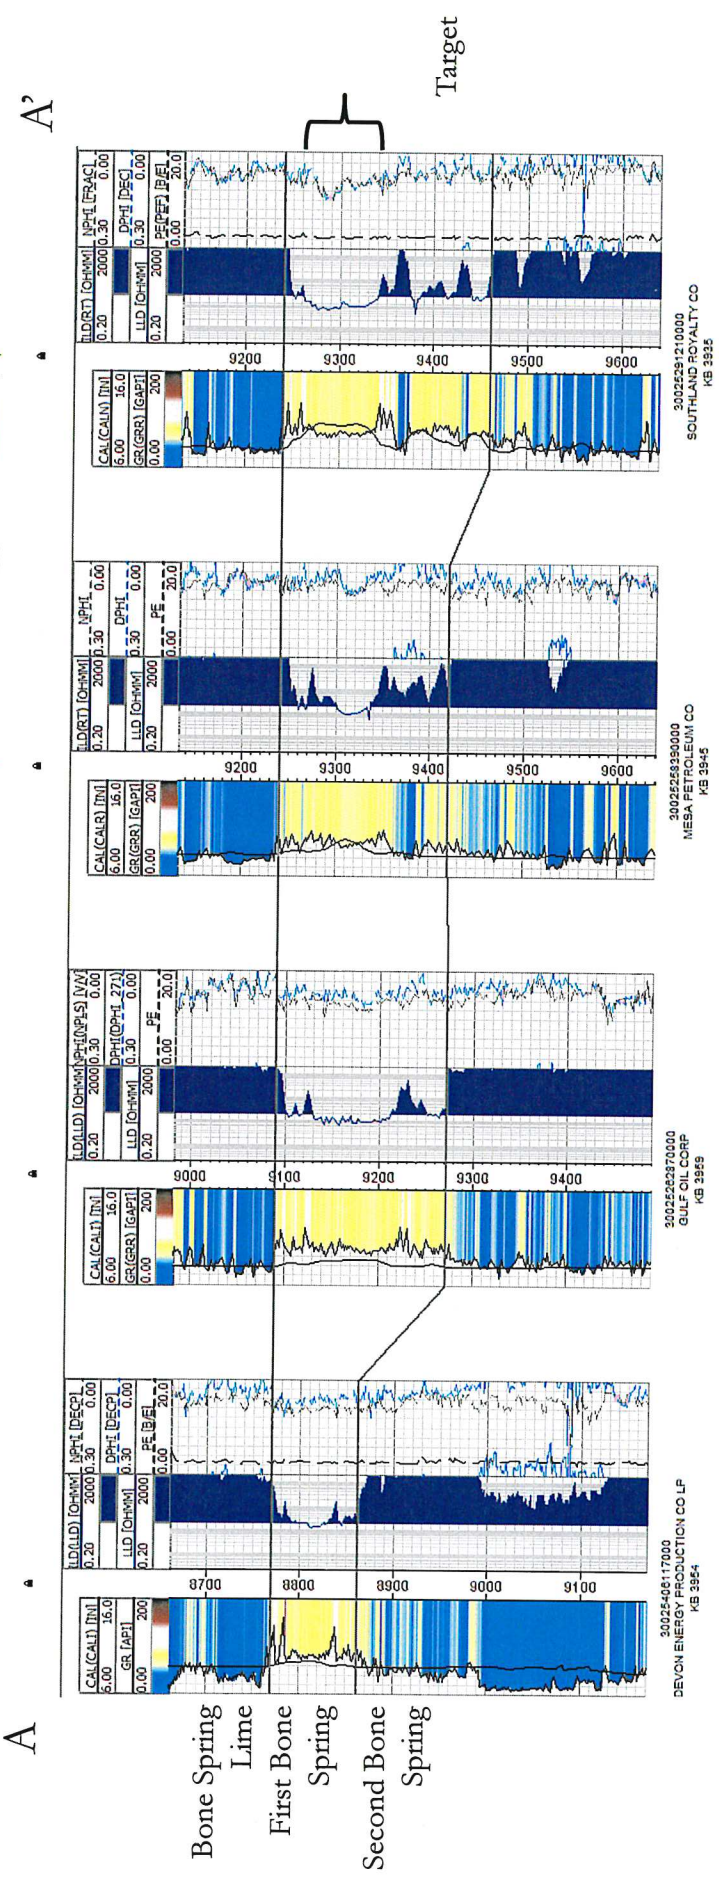 A
A'
Bone Spring
Lime
First Bone
Spring
Second Bone
Spring
CAL(CALI) [IN]
6.00 16.0
GR [API]
0.00 200
8700
8800
8900
9000
9100
ILD(LLD) [OHMM]
0.20 2000
LLD [OHMM]
0.20 2000
NPHI [DECP]
0.30 0.00
DPHI [DECP]
0.30 0.00
PE [B/E]
0.00 20.0
30025406117000
DEVON ENERGY PRODUCTION CO LP
KB 3954
CAL(CALI) [IN]
6.00 16.0
GR(GRR) [GAPI]
0.00 200
9000
9100
9200
9300
9400
ILD(LLD) [OHMM]
0.20 2000
LLD [OHMM]
0.20 2000
NPHI(NPLS) [V/V]
0.30 0.00
DPHI(DPHI_271)
0.30 0.00
PE
0.00 20.0
30025262870000
GULF OIL CORP
KB 3959
CAL(CALR) [IN]
6.00 16.0
GR(GRR) [GAPI]
0.00 200
9200
9300
9400
9500
9600
ILD(RT) [OHMM]
0.20 2000
LLD [OHMM]
0.20 2000
NPHI
0.30 0.00
DPHI
0.30 0.00
PE
0.00 20.0
30025258390000
MESA PETROLEUM CO
KB 3945
CAL(CALN) [IN]
6.00 16.0
GR(GRR) [GAPI]
0.00 200
9200
9300
9400
9500
9600
ILD(RT) [OHMM]
0.20 2000
LLD [OHMM]
0.20 2000
NPHI [FRAC]
0.30 0.00
DPHI [DEC]
0.30 0.00
PE(PEF) [B/E]
0.00 20.0
30025291210000
SOUTHLAND ROYALTY CO
KB 3935
Target